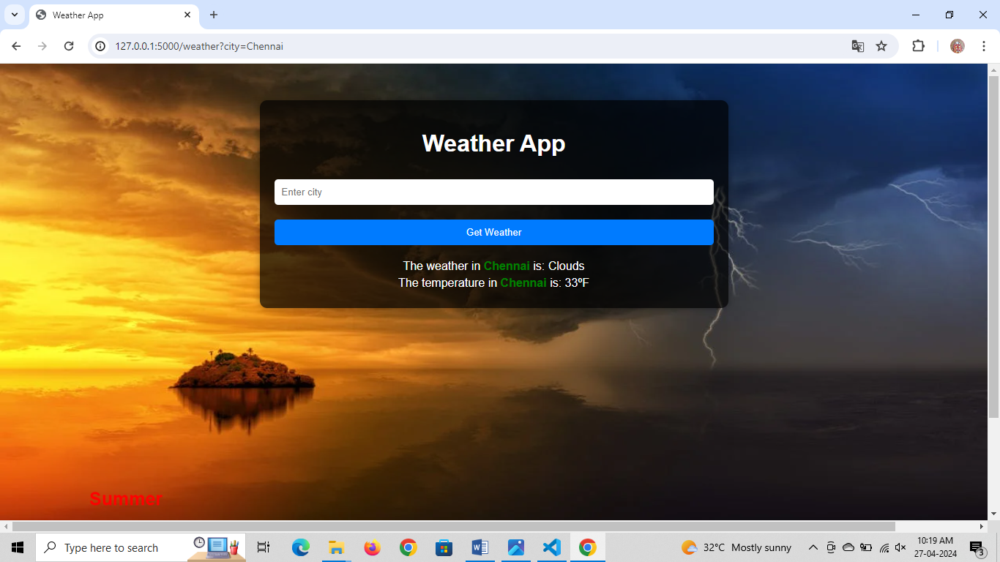 Weather App
127.0.0.1:5000/weather?city=Chennai
Weather App
Enter city
Get Weather
The weather in Chennai is: Clouds
The temperature in Chennai is: 33ºF
Summer
Type here to search
32°C Mostly sunny
10:19 AM
27-04-2024
3